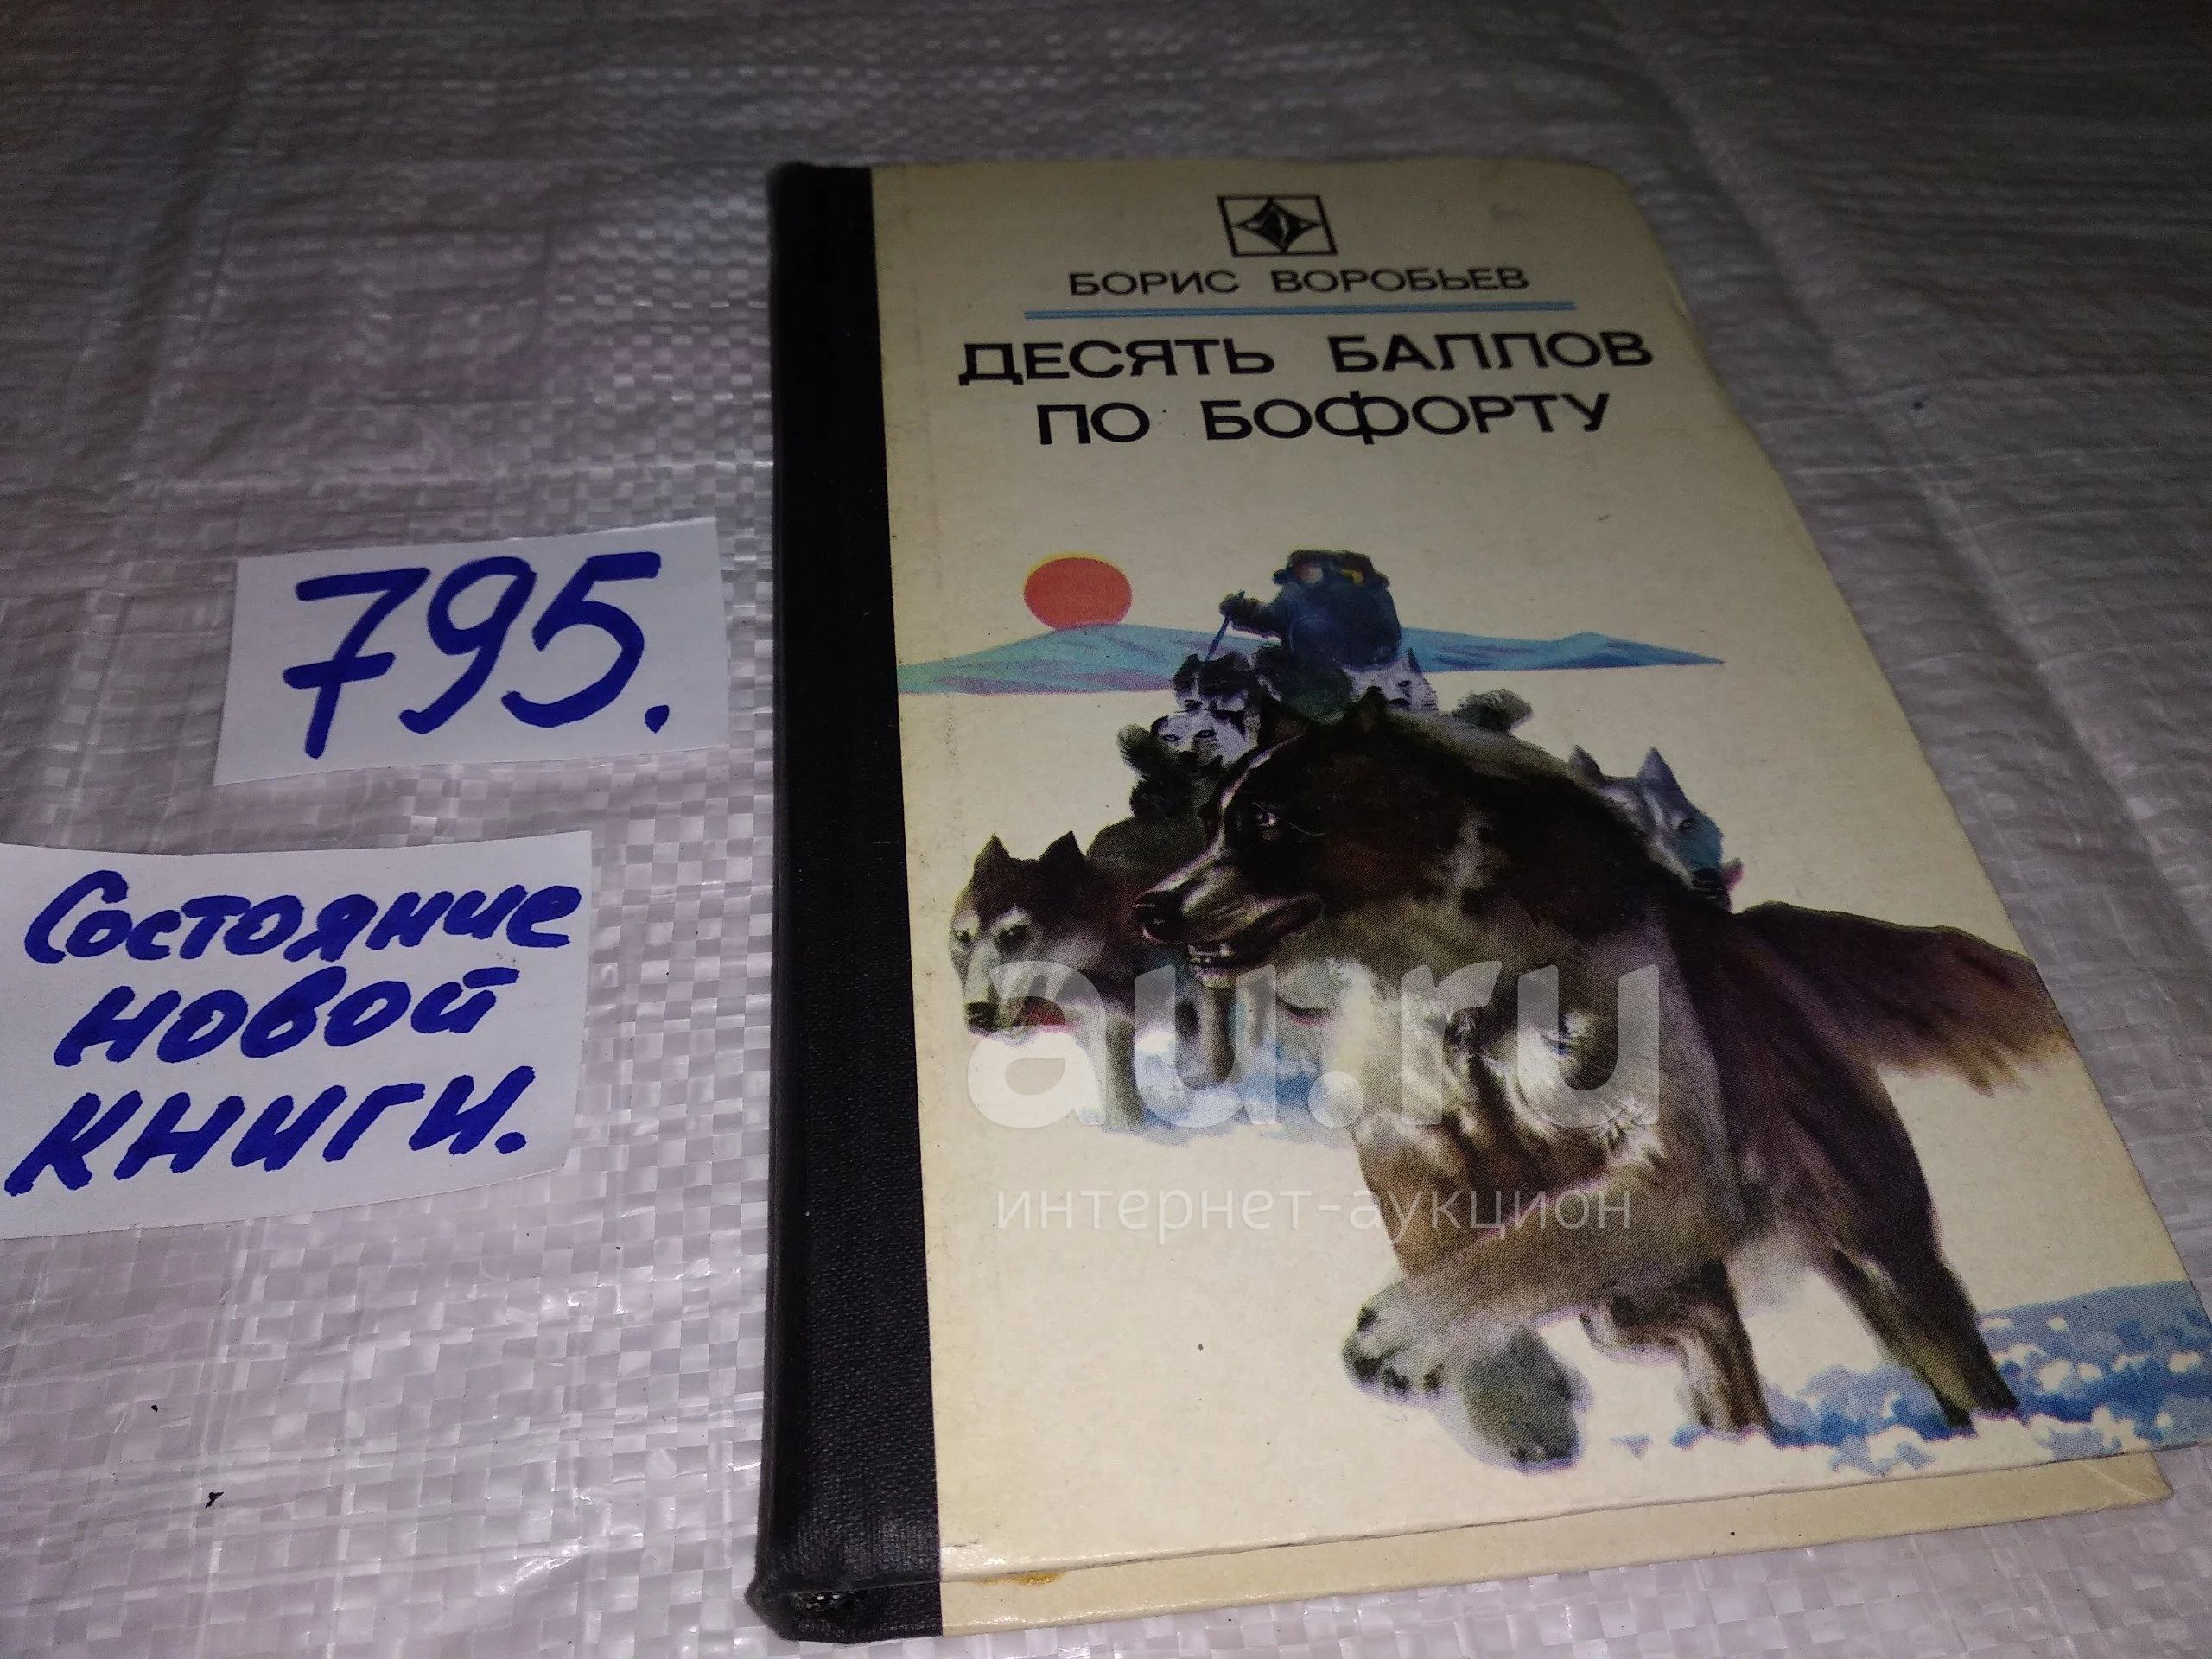 БОРИС ВОРОБЬЕВ
ДЕСЯТЬ БАЛЛОВ
ПО БОФОРТУ
795.
Состояние
новой
книги.
au.ru
интернет-аукцион